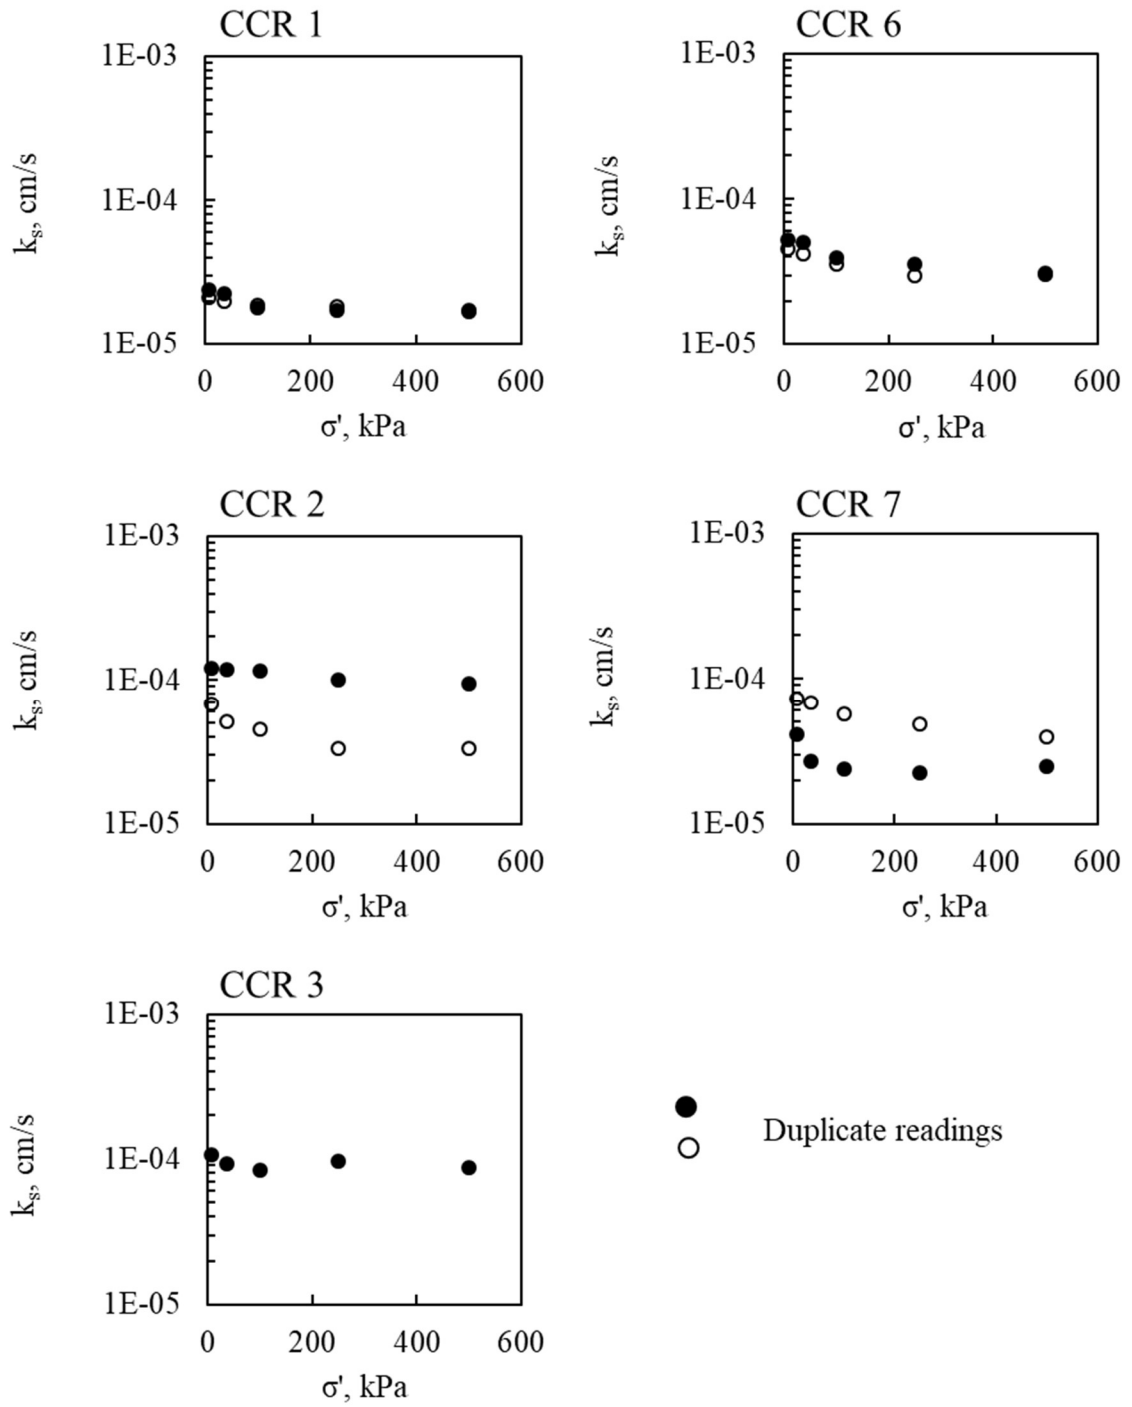 CCR 1
1E-03
1E-04
1E-05
ks, cm/s
0 200 400 600
σ', kPa
CCR 6
1E-03
1E-04
1E-05
ks, cm/s
0 200 400 600
σ', kPa
CCR 2
1E-03
1E-04
1E-05
ks, cm/s
0 200 400 600
σ', kPa
CCR 7
1E-03
1E-04
1E-05
ks, cm/s
0 200 400 600
σ', kPa
CCR 3
1E-03
1E-04
1E-05
ks, cm/s
0 200 400 600
σ', kPa
Duplicate readings